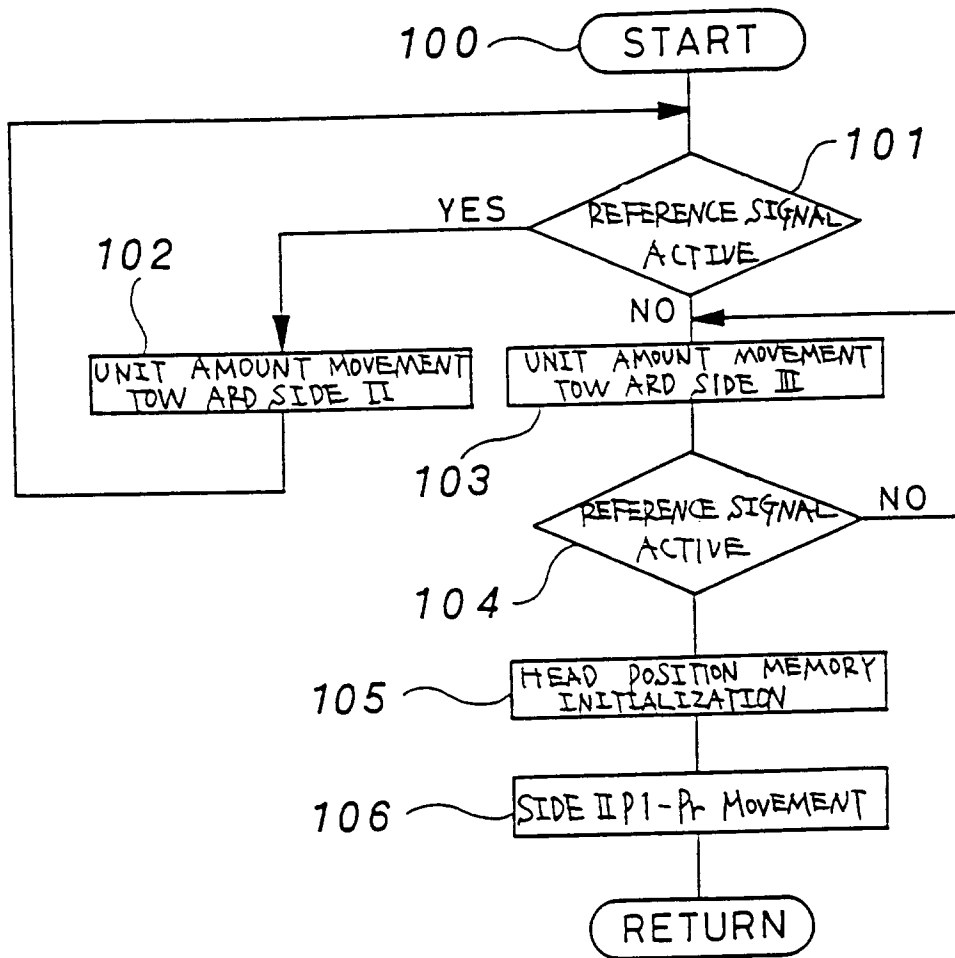 100
START
101
YES
REFERENCE SIGNAL
ACTIVE
102
NO
UNIT AMOUNT MOVEMENT
TOW ARD SIDE II
UNIT AMOUNT MOVEMENT
TOW ARD SIDE III
103
REFERENCE SIGNAL
ACTIVE
NO
104
HEAD POSITION MEMORY
INITIALIZATION
105
SIDE II P1-Pr MOVEMENT
106
RETURN